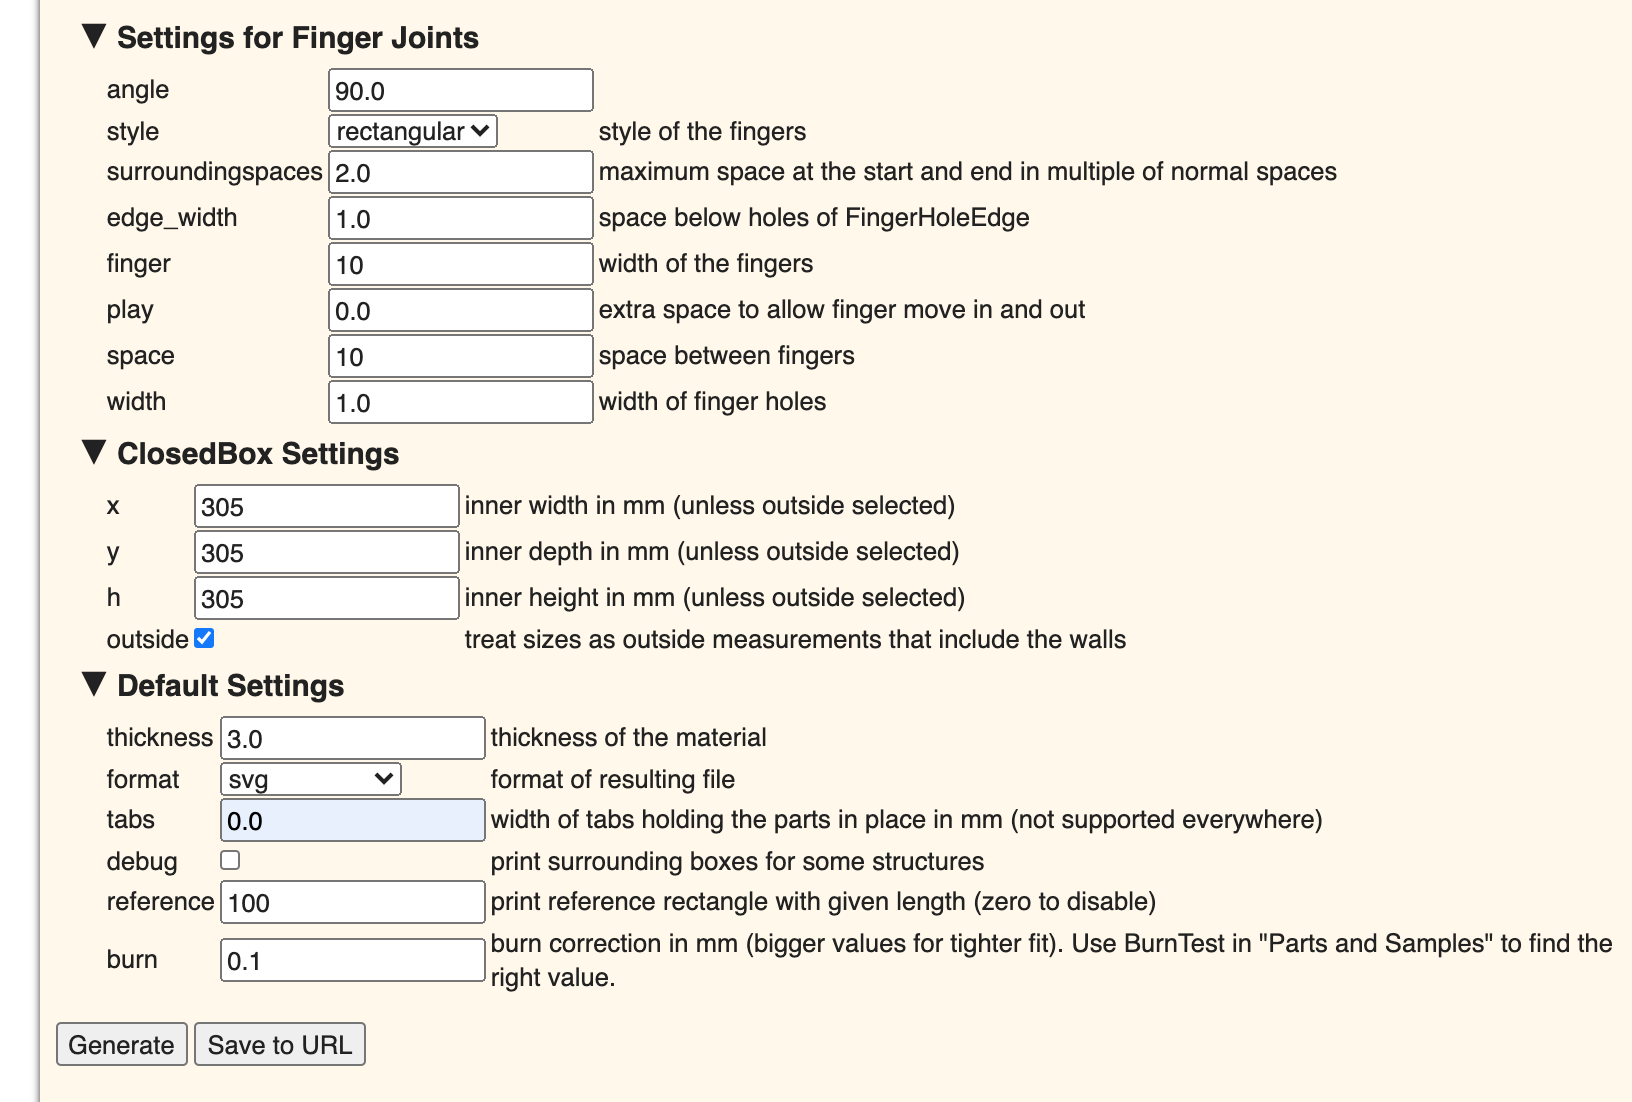 ▼ Settings for Finger Joints
angle 90.0
style rectangular style of the fingers
surroundingspaces 2.0 maximum space at the start and end in multiple of normal spaces
edge_width 1.0 space below holes of FingerHoleEdge
finger 10 width of the fingers
play 0.0 extra space to allow finger move in and out
space 10 space between fingers
width 1.0 width of finger holes
▼ ClosedBox Settings
x 305 inner width in mm (unless outside selected)
y 305 inner depth in mm (unless outside selected)
h 305 inner height in mm (unless outside selected)
outside treat sizes as outside measurements that include the walls
▼ Default Settings
thickness 3.0 thickness of the material
format svg format of resulting file
tabs 0.0 width of tabs holding the parts in place in mm (not supported everywhere)
debug print surrounding boxes for some structures
reference 100 print reference rectangle with given length (zero to disable)
burn 0.1 burn correction in mm (bigger values for tighter fit). Use BurnTest in "Parts and Samples" to find the
right value.
Generate Save to URL